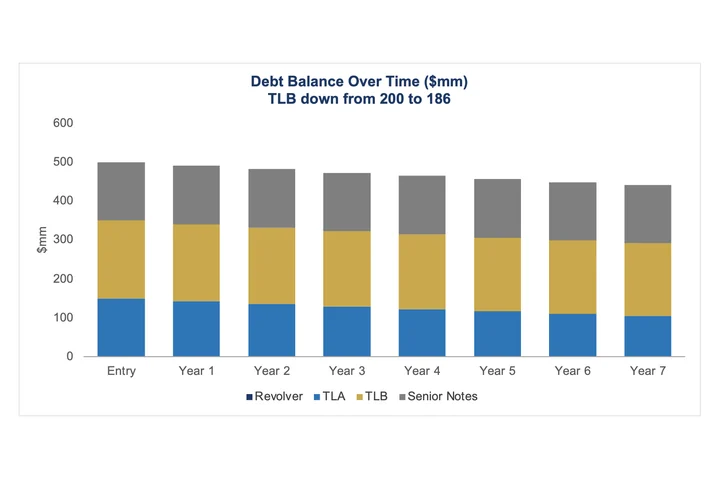 Debt Balance Over Time ($mm)
TLB down from 200 to 186
600
500
400
300
200
100
0
$mm
Entry Year 1 Year 2 Year 3 Year 4 Year 5 Year 6 Year 7
Revolver TLA TLB Senior Notes